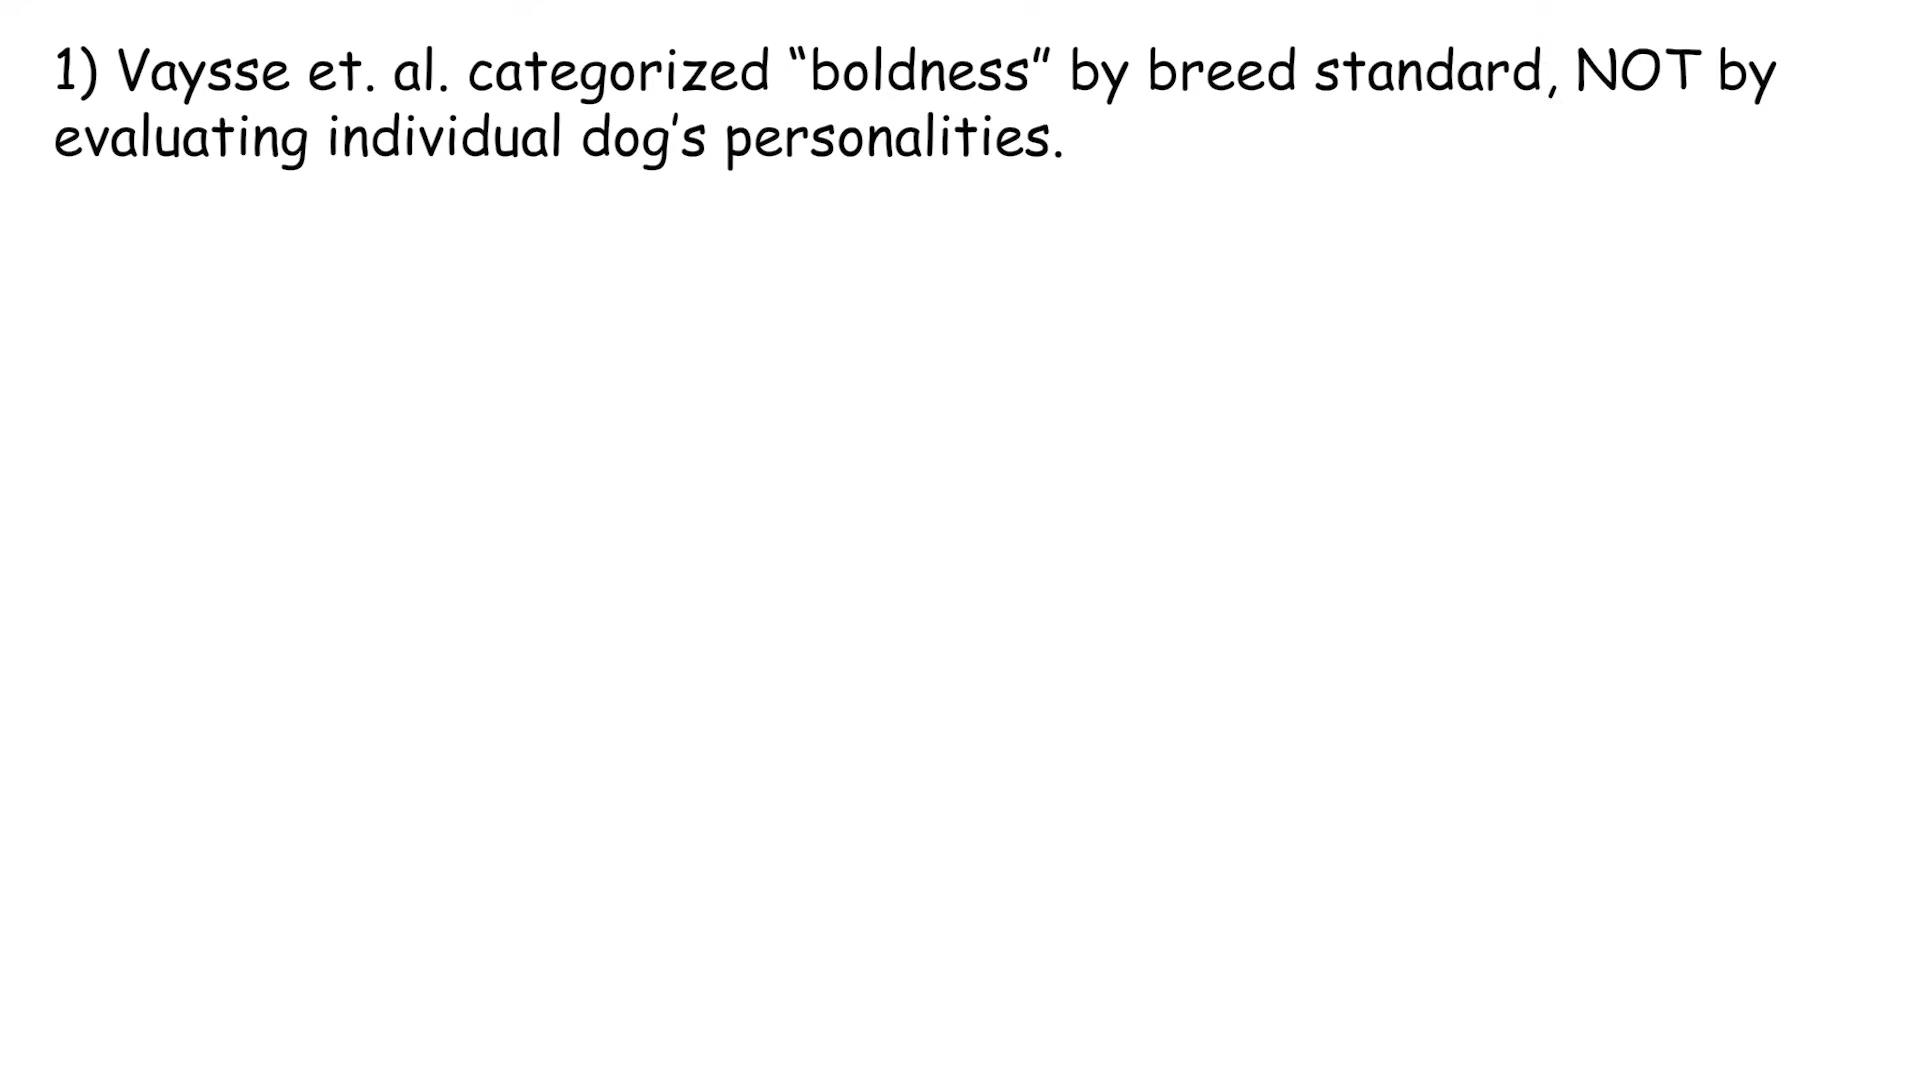 1) Vaysse et. al. categorized “boldness” by breed standard, NOT by
evaluating individual dog’s personalities.